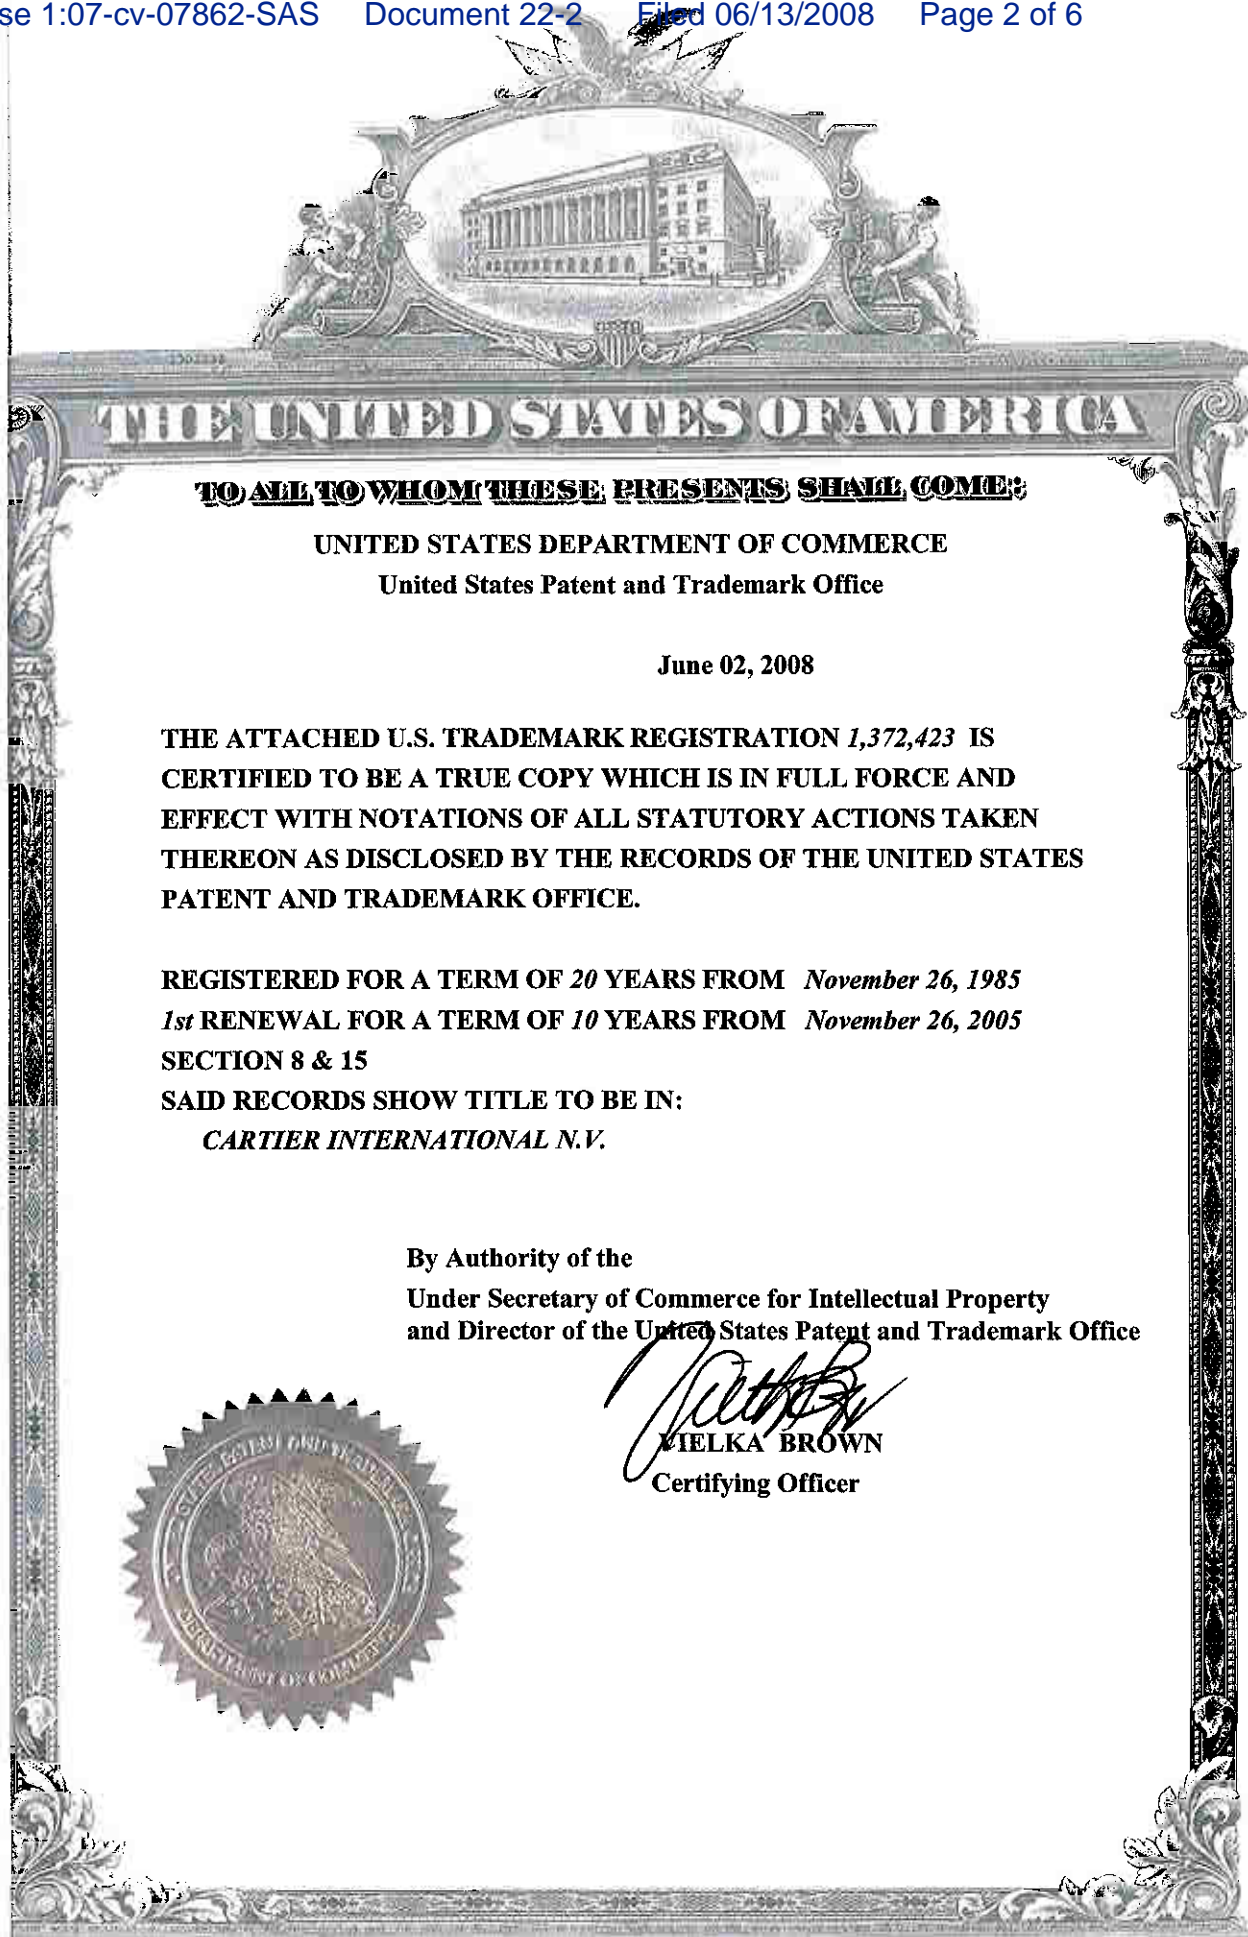 se 1:07-cv-07862-SAS Document 22-2 Filed 06/13/2008 Page 2 of 6
THE UNITED STATES OF AMERICA
TO ALL TO WHOM THESE PRESENTS SHALL COME:
UNITED STATES DEPARTMENT OF COMMERCE
United States Patent and Trademark Office
June 02, 2008
THE ATTACHED U.S. TRADEMARK REGISTRATION 1,372,423 IS
CERTIFIED TO BE A TRUE COPY WHICH IS IN FULL FORCE AND
EFFECT WITH NOTATIONS OF ALL STATUTORY ACTIONS TAKEN
THEREON AS DISCLOSED BY THE RECORDS OF THE UNITED STATES
PATENT AND TRADEMARK OFFICE.
REGISTERED FOR A TERM OF 20 YEARS FROM November 26, 1985
1st RENEWAL FOR A TERM OF 10 YEARS FROM November 26, 2005
SECTION 8 & 15
SAID RECORDS SHOW TITLE TO BE IN:
CARTIER INTERNATIONAL N.V.
By Authority of the
Under Secretary of Commerce for Intellectual Property
and Director of the United States Patent and Trademark Office
VIELKA BROWN
Certifying Officer
PATENT AND
DEPARTMENT OF COMMERCE